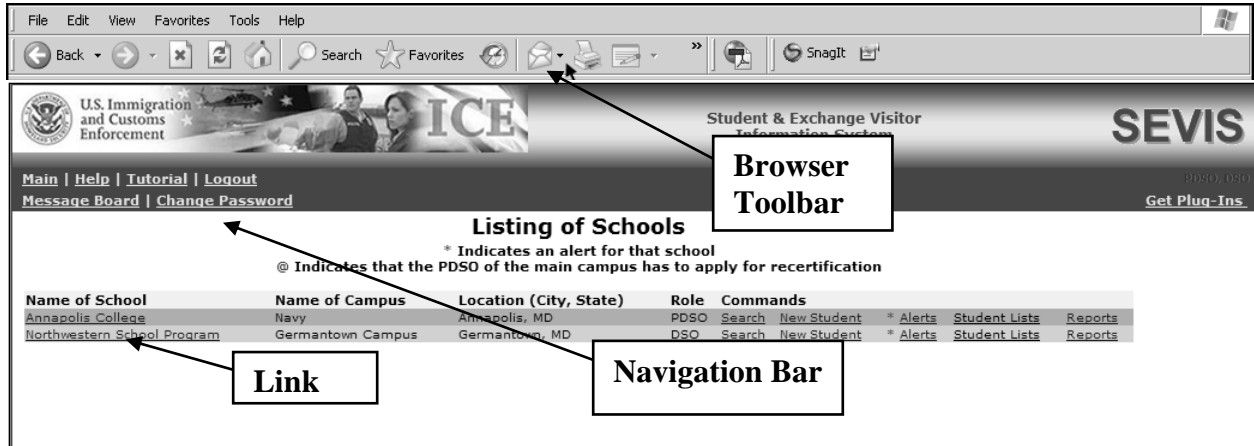 File Edit View Favorites Tools Help
Back Search Favorites » SnagIt
U.S. Immigration
and Customs
Enforcement
ICE
Student & Exchange Visitor
Information System
SEVIS
Main | Help | Tutorial | Logout
PDSO, DSO
Message Board | Change Password
Get Plug-Ins
Browser
Toolbar
Listing of Schools
* Indicates an alert for that school
@ Indicates that the PDSO of the main campus has to apply for recertification
Name of School Name of Campus Location (City, State) Role Commands
Annapolis College Navy Annapolis, MD PDSO Search New Student * Alerts Student Lists Reports
Northwestern School Program Germantown Campus Germantown, MD DSO Search New Student * Alerts Student Lists Reports
Link
Navigation Bar